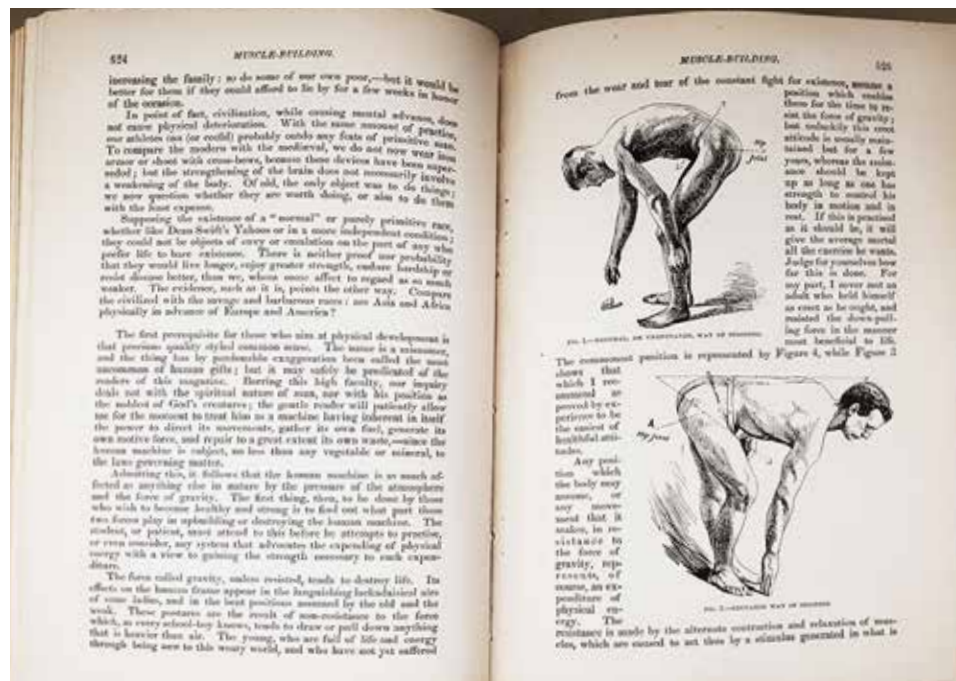 624
MUSCLE-BUILDING.
increasing the family: so do some of our own poor,—but it would be
better for them if they could afford to lie by for a few weeks in honor
of the occasion.
In point of fact, civilisation, while causing mental advance, does
not cause physical deterioration. With the same amount of practice,
our athletes can (or could) probably outdo any feats of primitive man.
To compare the modern with the mediæval, we do not now wear iron
armor or shoot with cross-bows, because these devices have been super-
seded; but the strengthening of the brain does not necessarily involve
a weakening of the body. Of old, the only object was to do things;
we now question whether they are worth doing, or aim to do them
with the least expense.
Supposing the existence of a "normal" or purely primitive race,
whether like Dean Swift's Yahoos or in a more independent condition;
they could not be objects of envy or emulation on the part of any who
prefer life to bare existence. There is neither proof nor probability
that they would live longer, enjoy greater strength, endure hardship or
resist disease better, than we, whom some affect to regard as so much
weaker. The evidence, such as it is, points the other way. Compare
the civilized with the savage and barbarous races: are Asia and Africa
physically in advance of Europe and America?
The first prerequisite for those who aim at physical development is
that precious quality styled common sense. The name is a misnomer,
and the thing has by pardonable exaggeration been called the most
uncommon of human gifts; but it may safely be predicated of the
readers of this magazine. Barring this high faculty, our inquiry
deals not with the spiritual nature of man, nor with his position as
the noblest of God's creatures; the gentle reader will patiently allow
me for the moment to treat him as a machine having inherent in itself
the power to direct its movements, gather its own fuel, generate its
own motive force, and repair to a great extent its own waste,—since the
human machine is subject, no less than any vegetable or mineral, to
the laws governing matter.
Admitting this, it follows that the human machine is as much af-
fected as anything else in nature by the pressure of the atmosphere
and the force of gravity. The first thing, then, to be done by those
who wish to become healthy and strong is to find out what part these
two forces play in upbuilding or destroying the human machine. The
student, or patient, must attend to this before he attempts to practise,
or even consider, any system that advocates the expending of physical
energy with a view to gaining the strength necessary to such expen-
diture.
The force called gravity, unless resisted, tends to destroy life. Its
effects on the human frame appear in the languishing lackadaisical airs
of some ladies, and in the bent positions assumed by the old and the
weak. These postures are the result of non-resistance to the force
which, as every school-boy knows, tends to draw or pull down anything
that is heavier than air. The young, who are full of life and energy
through being new to this weary world, and who have not yet suffered
MUSCLE-BUILDING.
625
from the wear and tear of the constant fight for existence, assume a
position which enables
them for the time to re-
sist the force of gravity;
but unluckily this erect
attitude is usually main-
tained but for a few
years, whereas the resist-
ance should be kept
up as long as one has
strength to control his
body in motion and in
rest. If this is practised
as it should be, it will
give the average mortal
all the exercise he wants.
Judge for yourselves how
far this is done. For
my part, I never met an
adult who held himself
as erect as he ought, and
resisted the down-pull-
ing force in the manner
most beneficial to life.
Hip
Joint
FIG. 1.—NATURAL, OR UNEDUCATED, WAY OF BENDING.
The commonest position is represented by Figure 4, while Figure 3
shows that
which I rec-
ommend as
proved by ex-
perience to be
the easiest of
healthful atti-
tudes.
Any posi-
tion which
the body may
assume, or
any move-
ment that it
makes, in re-
sistance to
the force of
gravity, rep-
resents, of
course, an ex-
penditure of
physical en-
ergy. The
A
Hip Joint
FIG. 2.—EDUCATED WAY OF BENDING.
resistance is made by the alternate contraction and relaxation of mus-
cles, which are caused to act thus by a stimulus generated in what is